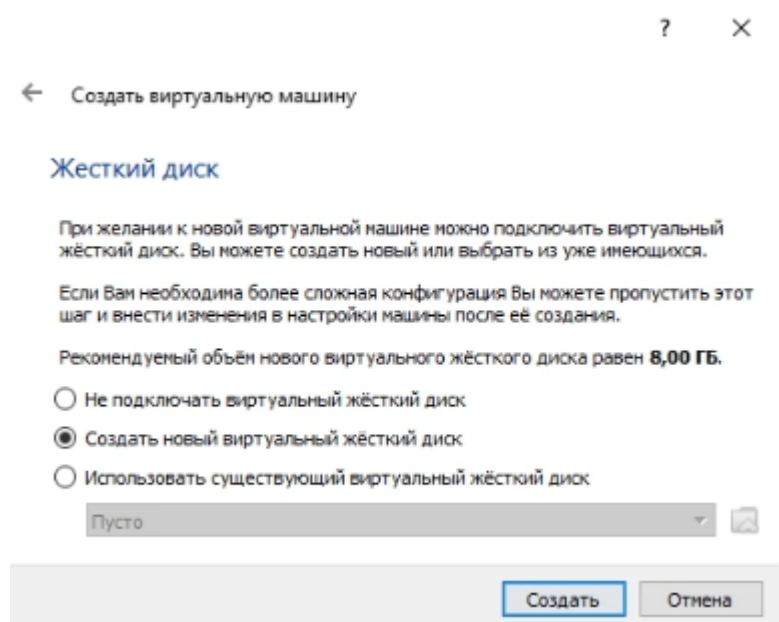 ?
Создать виртуальную машину
Жесткий диск
При желании к новой виртуальной машине можно подключить виртуальный
жёсткий диск. Вы можете создать новый или выбрать из уже имеющихся.
Если Вам необходима более сложная конфигурация Вы можете пропустить этот
шаг и внести изменения в настройки машины после её создания.
Рекомендуемый объём нового виртуального жёсткого диска равен 8,00 ГБ.
Не подключать виртуальный жёсткий диск
Создать новый виртуальный жёсткий диск
Использовать существующий виртуальный жёсткий диск
Пусто
Создать Отмена